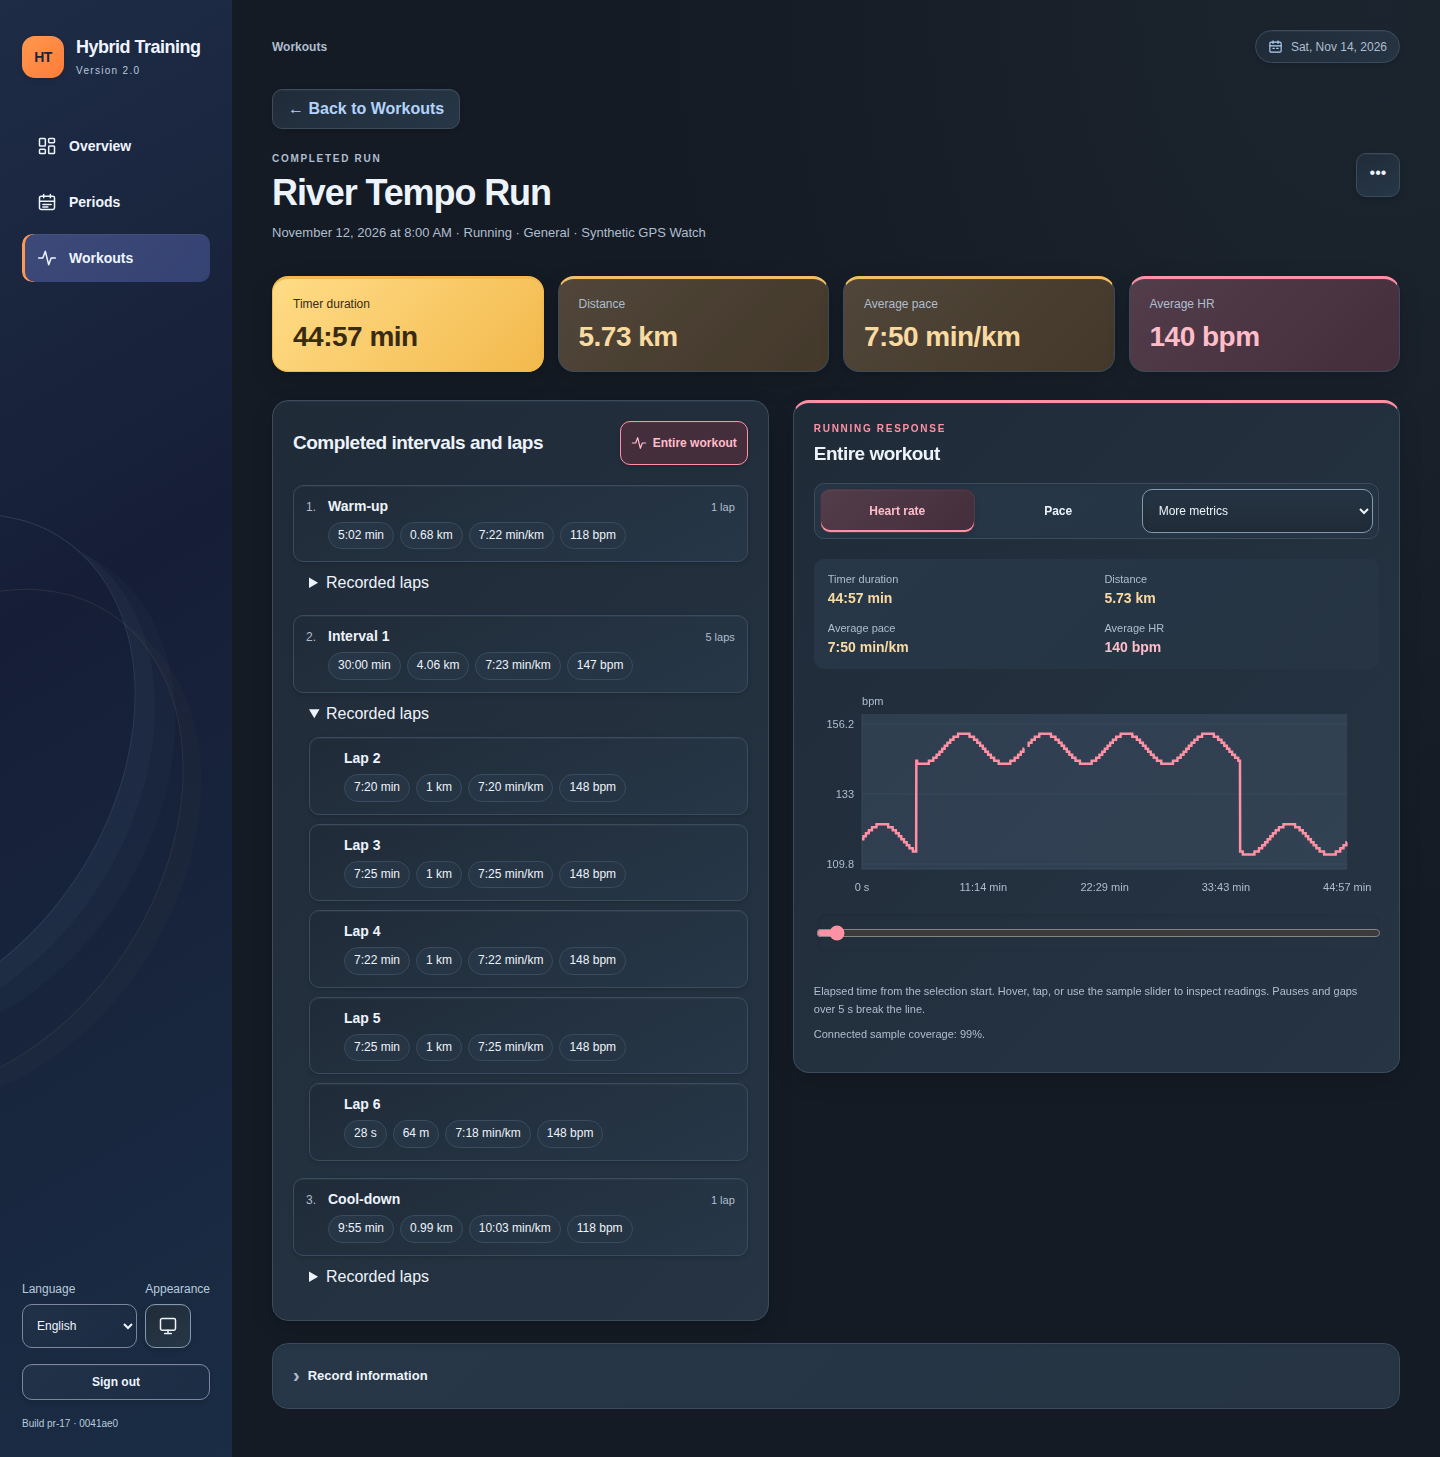 HT
Hybrid Training
Version 2.0
Overview
Periods
Workouts
Language
Appearance
English
Sign out
Build pr-17 · 0041ae0
Workouts
Sat, Nov 14, 2026
← Back to Workouts
COMPLETED RUN
River Tempo Run
•••
November 12, 2026 at 8:00 AM · Running · General · Synthetic GPS Watch
Timer duration
44:57 min
Distance
5.73 km
Average pace
7:50 min/km
Average HR
140 bpm
Completed intervals and laps
Entire workout
1. Warm-up 1 lap
5:02 min 0.68 km 7:22 min/km 118 bpm
Recorded laps
2. Interval 1 5 laps
30:00 min 4.06 km 7:23 min/km 147 bpm
Recorded laps
Lap 2
7:20 min 1 km 7:20 min/km 148 bpm
Lap 3
7:25 min 1 km 7:25 min/km 148 bpm
Lap 4
7:22 min 1 km 7:22 min/km 148 bpm
Lap 5
7:25 min 1 km 7:25 min/km 148 bpm
Lap 6
28 s 64 m 7:18 min/km 148 bpm
3. Cool-down 1 lap
9:55 min 0.99 km 10:03 min/km 118 bpm
Recorded laps
RUNNING RESPONSE
Entire workout
Heart rate Pace More metrics
Timer duration
44:57 min
Distance
5.73 km
Average pace
7:50 min/km
Average HR
140 bpm
bpm
156.2
133
109.8
0 s 11:14 min 22:29 min 33:43 min 44:57 min
Elapsed time from the selection start. Hover, tap, or use the sample slider to inspect readings. Pauses and gaps
over 5 s break the line.
Connected sample coverage: 99%.
› Record information